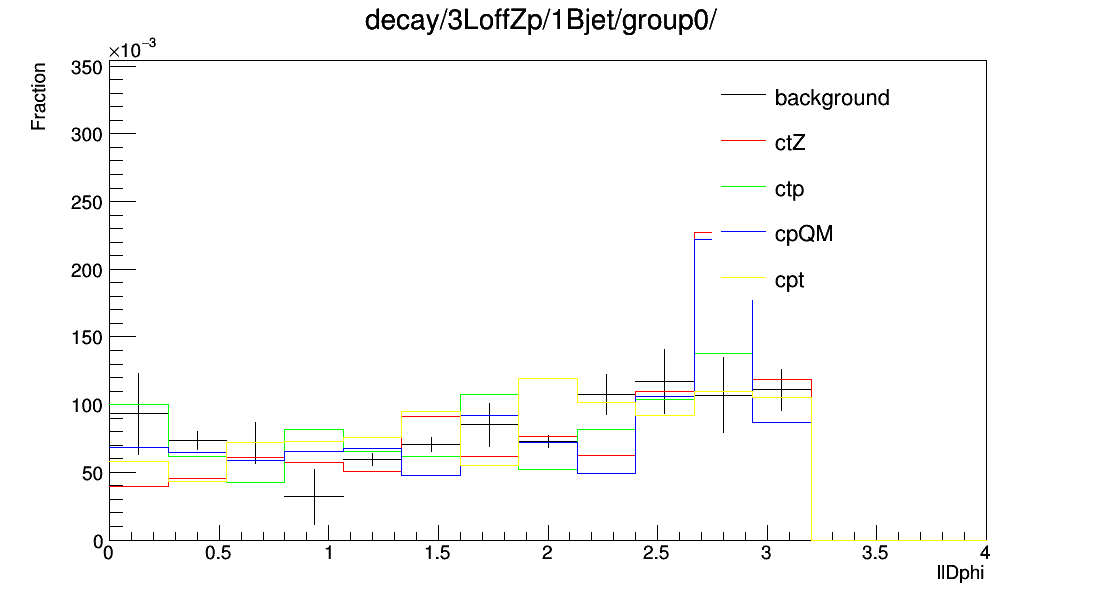 decay/3LoffZp/1Bjet/group0/
×10⁻³
Fraction
350
300
250
200
150
100
50
0
background
ctZ
ctp
cpQM
cpt
0 0.5 1 1.5 2 2.5 3 3.5 4
llDphi